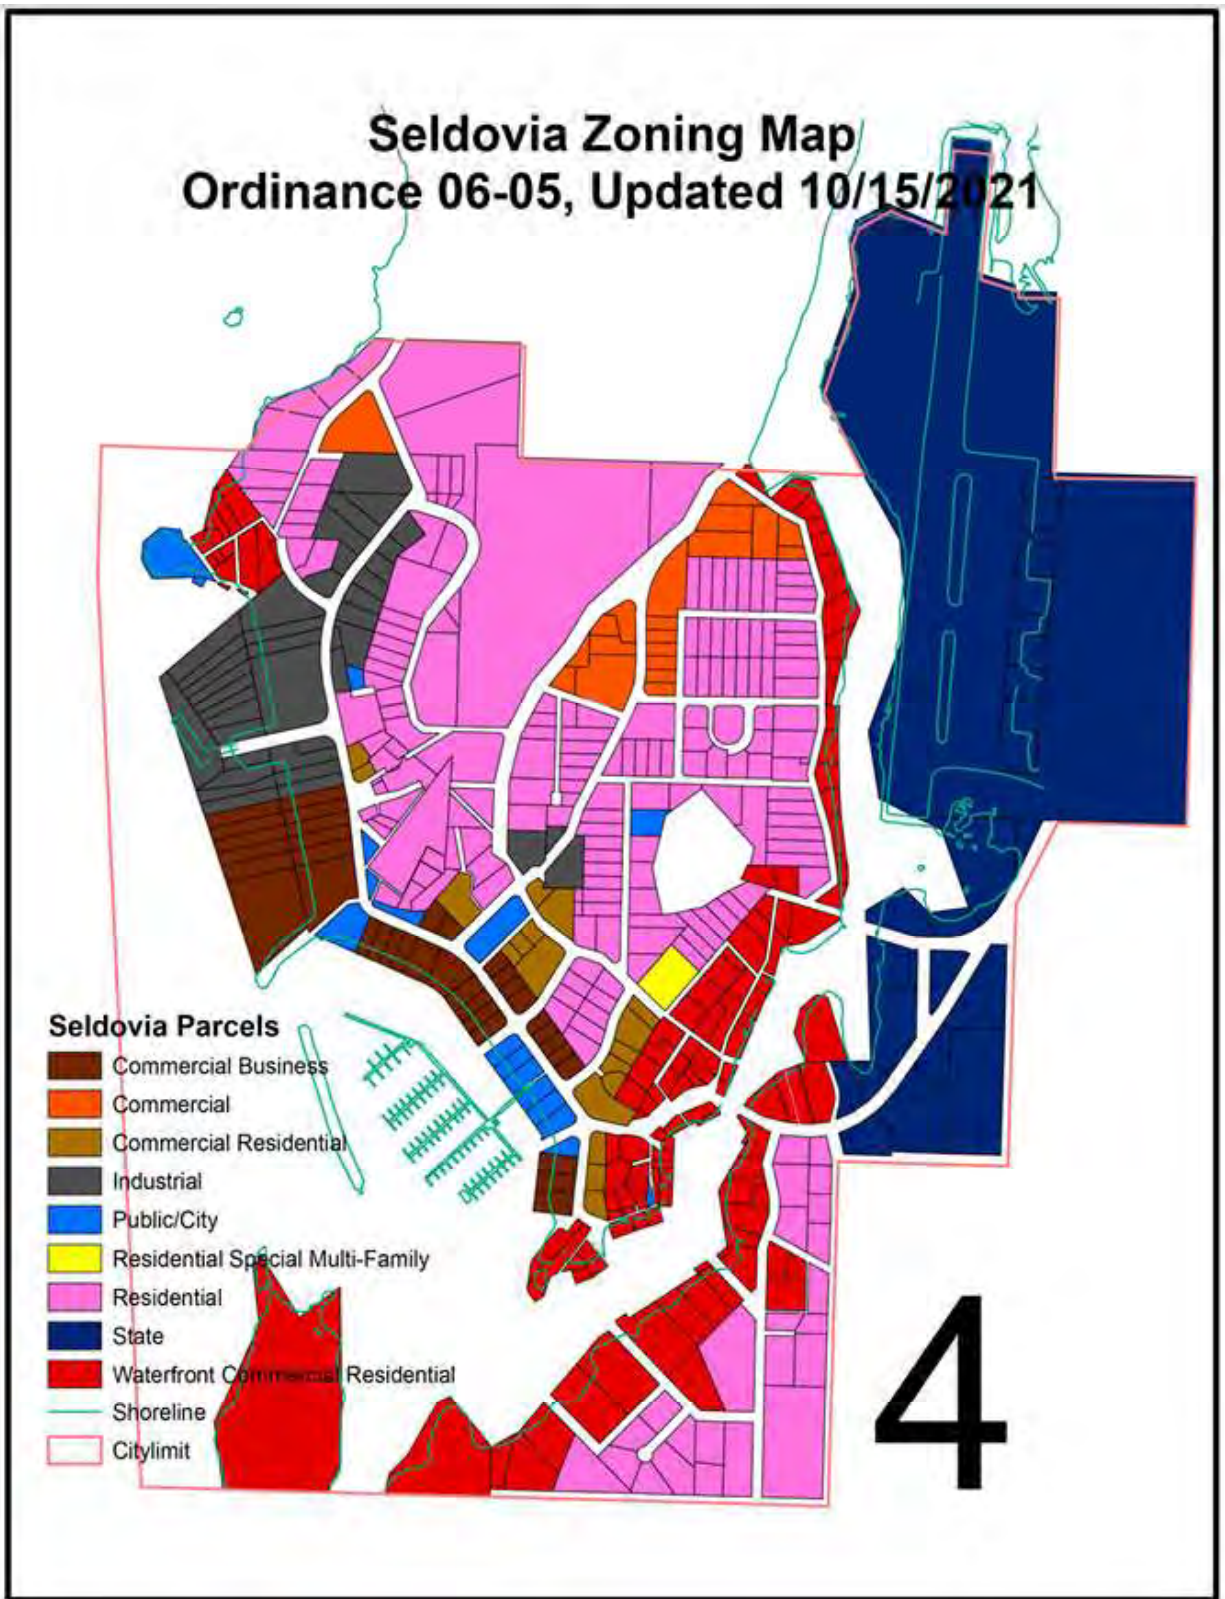 Seldovia Zoning Map
Ordinance 06-05, Updated 10/15/2021
Seldovia Parcels
Commercial Business
Commercial
Commercial Residential
Industrial
Public/City
Residential Special Multi-Family
Residential
State
Waterfront Commercial Residential
Shoreline
Citylimit
4